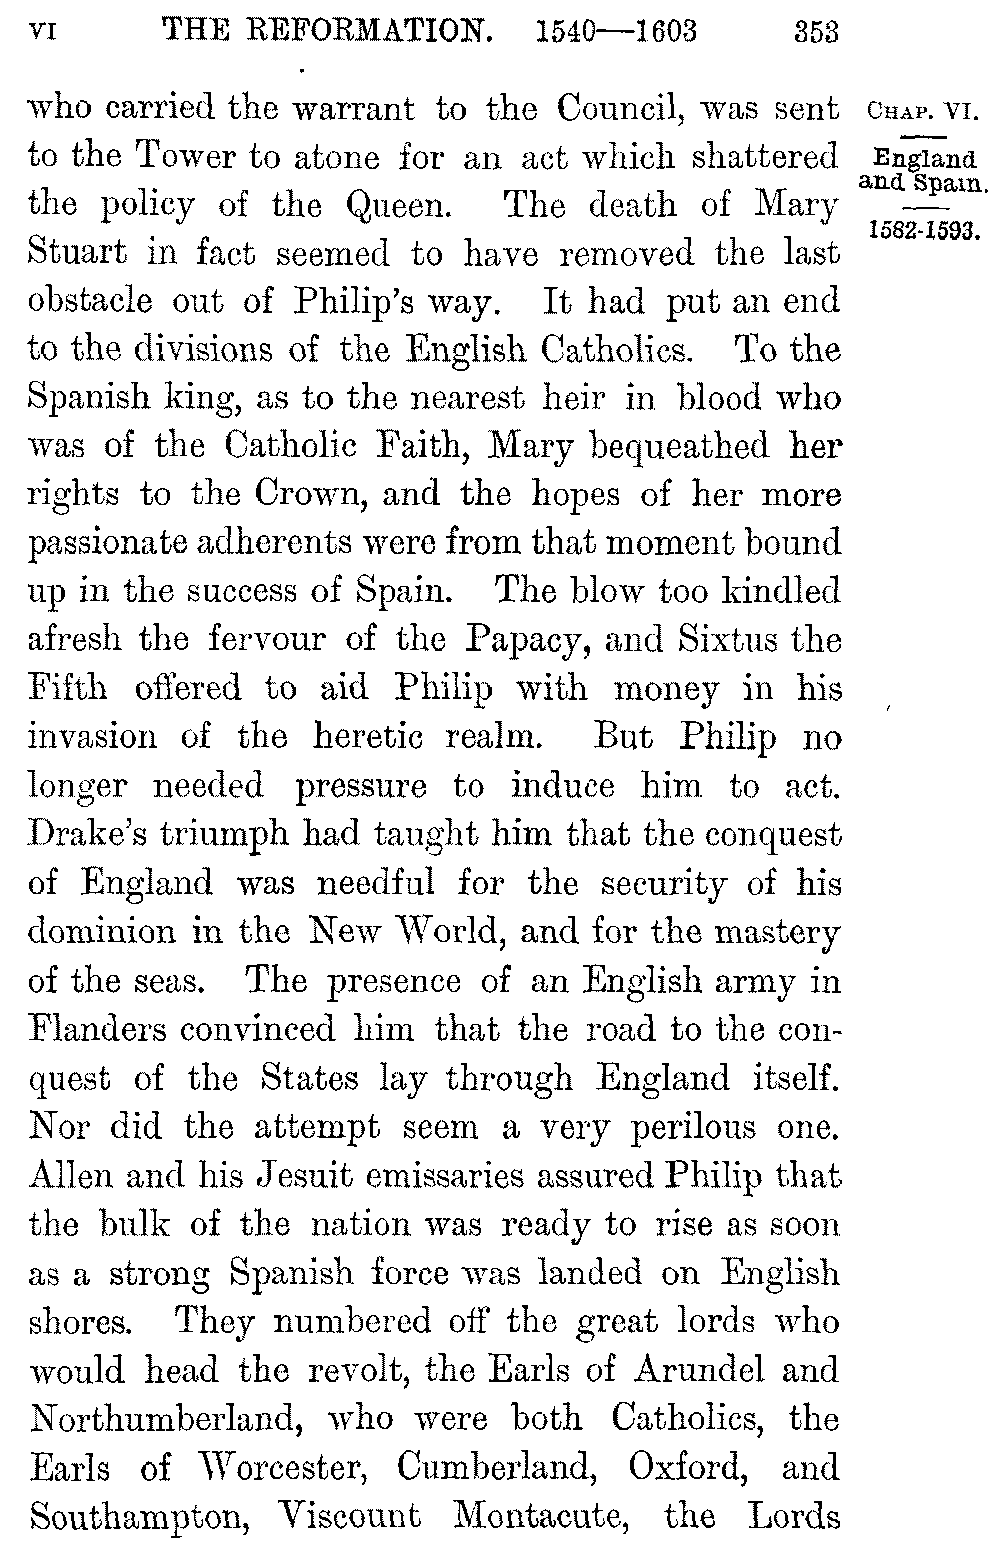 VI THE REFORMATION. 1540—1603 353
who carried the warrant to the Council, was sent
to the Tower to atone for an act which shattered
the policy of the Queen. The death of Mary
Stuart in fact seemed to have removed the last
obstacle out of Philip's way. It had put an end
to the divisions of the English Catholics. To the
Spanish king, as to the nearest heir in blood who
was of the Catholic Faith, Mary bequeathed her
rights to the Crown, and the hopes of her more
passionate adherents were from that moment bound
up in the success of Spain. The blow too kindled
afresh the fervour of the Papacy, and Sixtus the
Fifth offered to aid Philip with money in his
invasion of the heretic realm. But Philip no
longer needed pressure to induce him to act.
Drake's triumph had taught him that the conquest
of England was needful for the security of his
dominion in the New World, and for the mastery
of the seas. The presence of an English army in
Flanders convinced him that the road to the con-
quest of the States lay through England itself.
Nor did the attempt seem a very perilous one.
Allen and his Jesuit emissaries assured Philip that
the bulk of the nation was ready to rise as soon
as a strong Spanish force was landed on English
shores. They numbered off the great lords who
would head the revolt, the Earls of Arundel and
Northumberland, who were both Catholics, the
Earls of Worcester, Cumberland, Oxford, and
Southampton, Viscount Montacute, the Lords
CHAP. VI.
England
and Spain.
1582-1593.